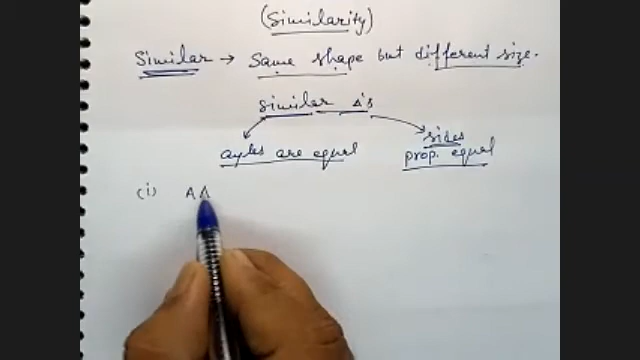 (Similarity)
Similar → Same shape but different size.
Similar Δ's
angles are equal
sides
prop. equal
(i) AA